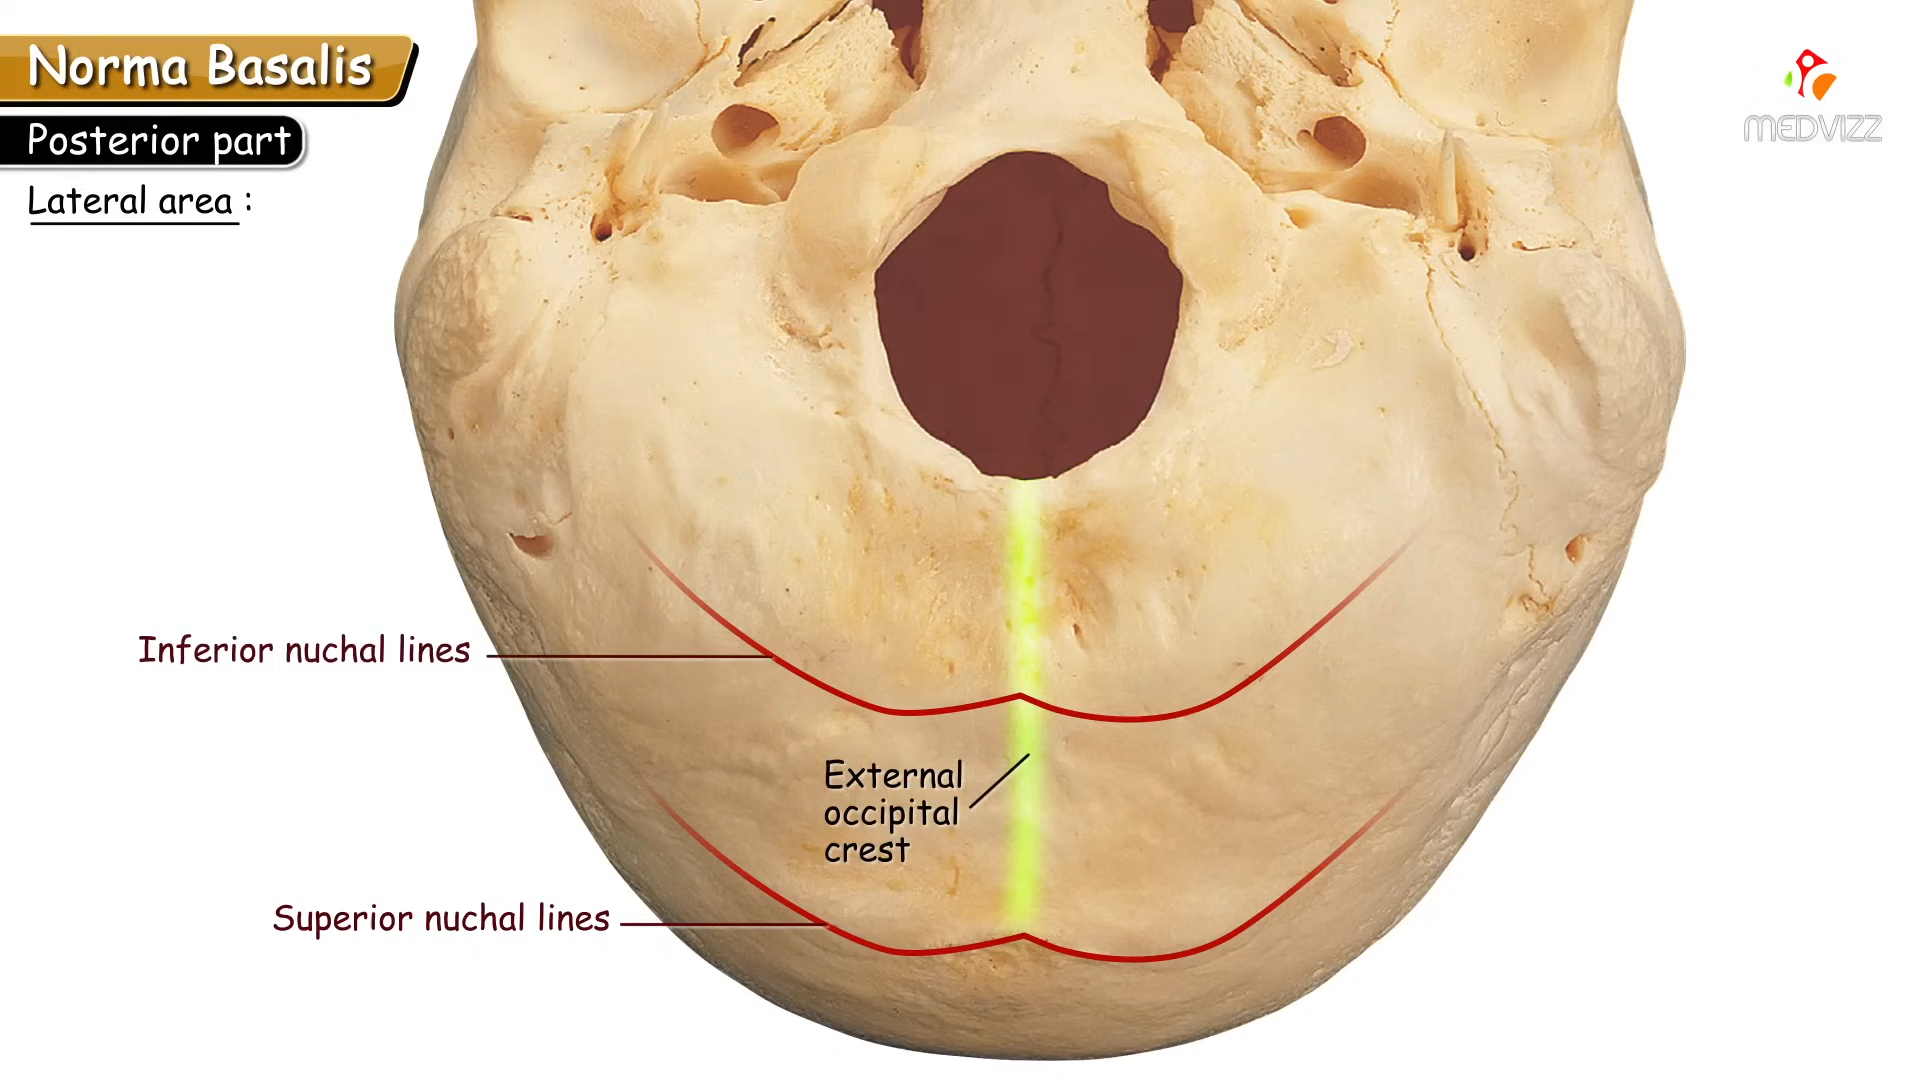 Norma Basalis
Posterior part
Lateral area :
MEDVIZZ
Inferior nuchal lines
External
occipital
crest
Superior nuchal lines